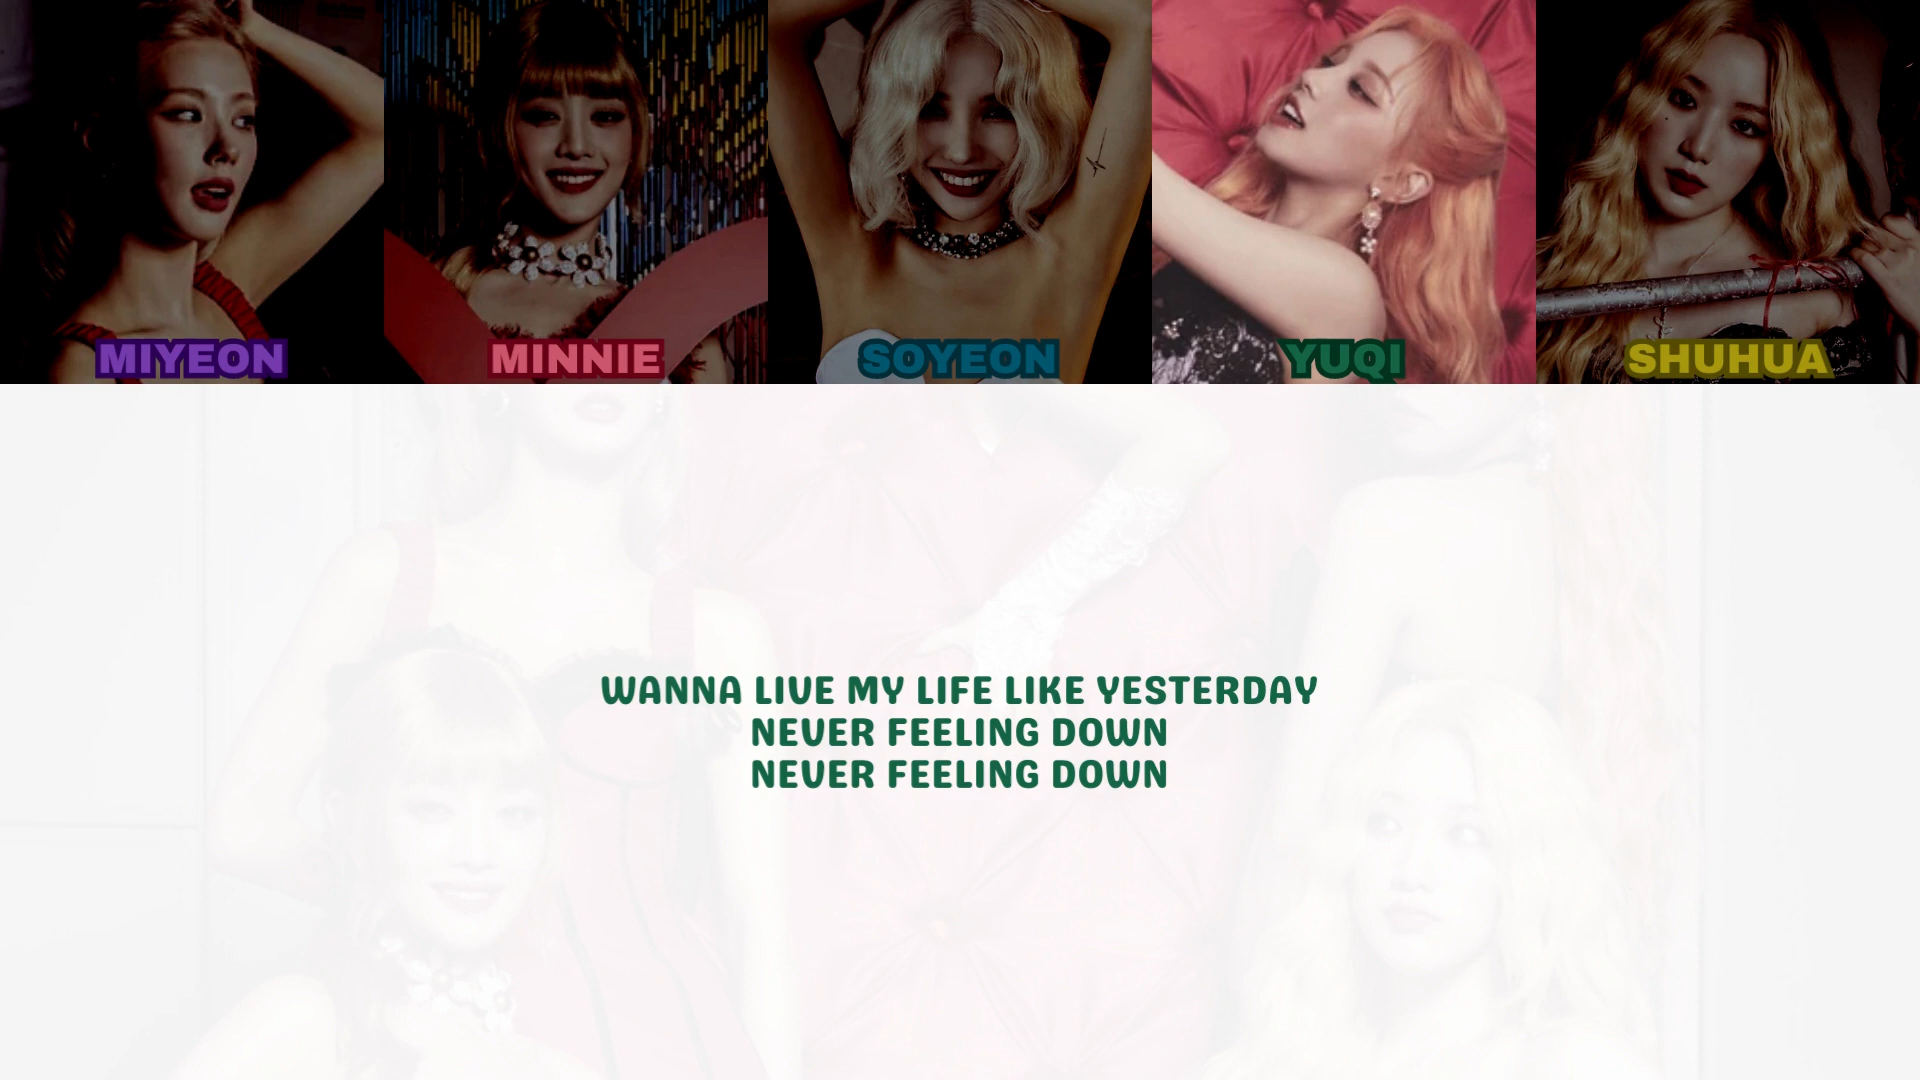 MIYEON
MINNIE
SOYEON
YUQI
SHUHUA
WANNA LIVE MY LIFE LIKE YESTERDAY
NEVER FEELING DOWN
NEVER FEELING DOWN